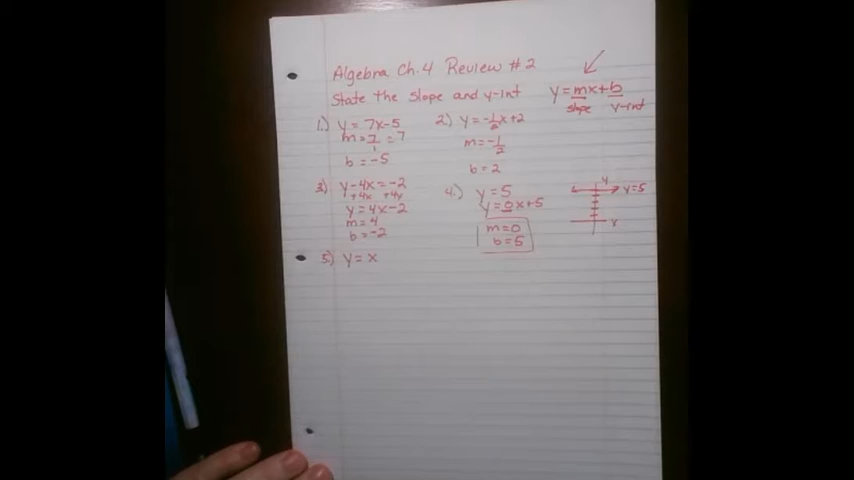 Algebra Ch.4 Review #2
State the slope and y-int
y=mx+b
slope y-int
1.) y=7x-5
m=7/1=7
b=-5
2.) y=-1/2x+2
m=-1/2
b=2
3.) y-4x=-2
+4x +4x
y=4x-2
m=4
b=-2
4.) y=5
y=0x+5
m=0
b=5
y
y=5
x
5.) y=x